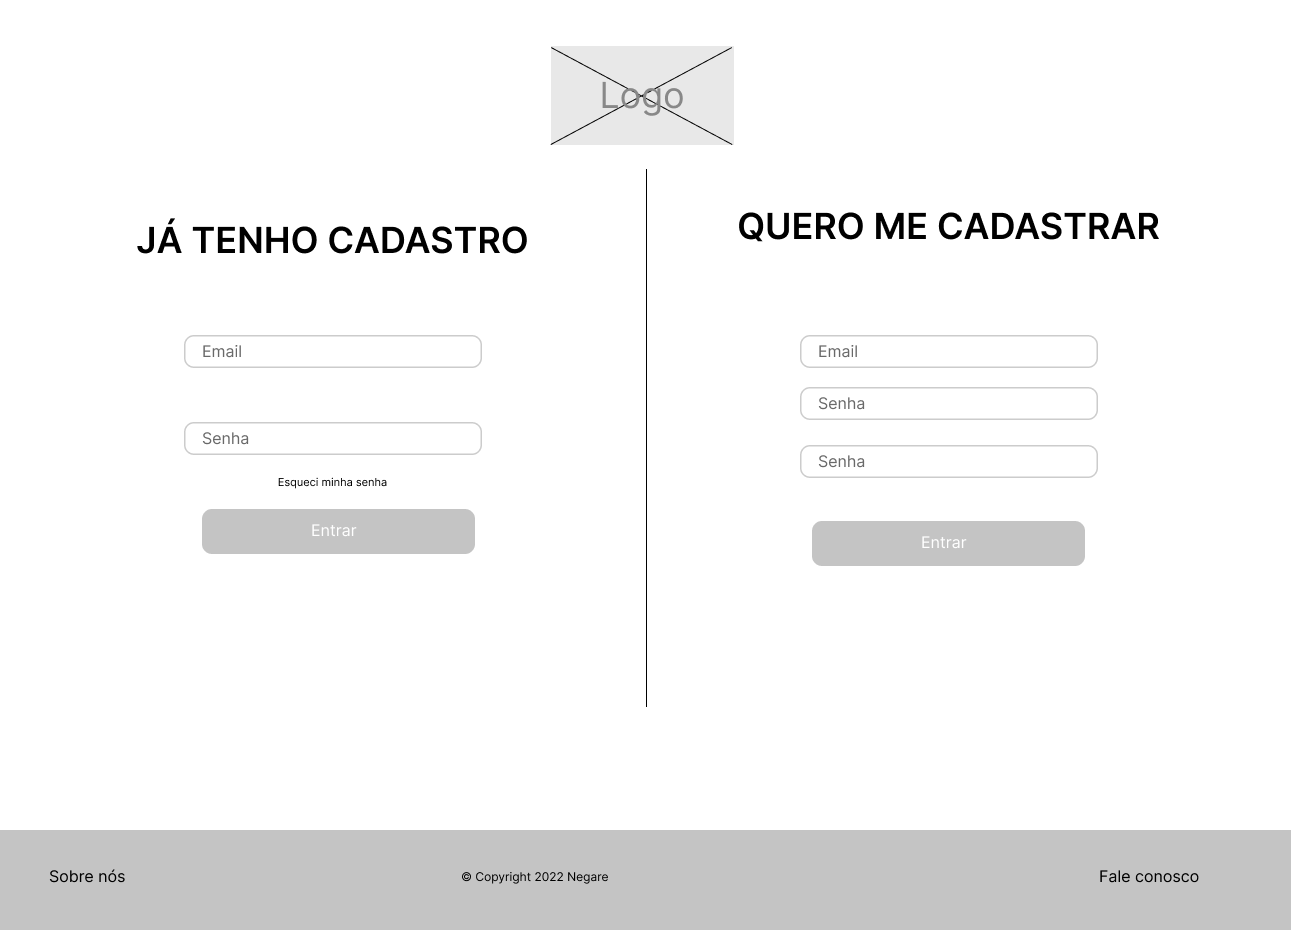 Logo
JÁ TENHO CADASTRO
Email
Senha
Esqueci minha senha
Entrar
QUERO ME CADASTRAR
Email
Senha
Senha
Entrar
Sobre nós
© Copyright 2022 Negare
Fale conosco